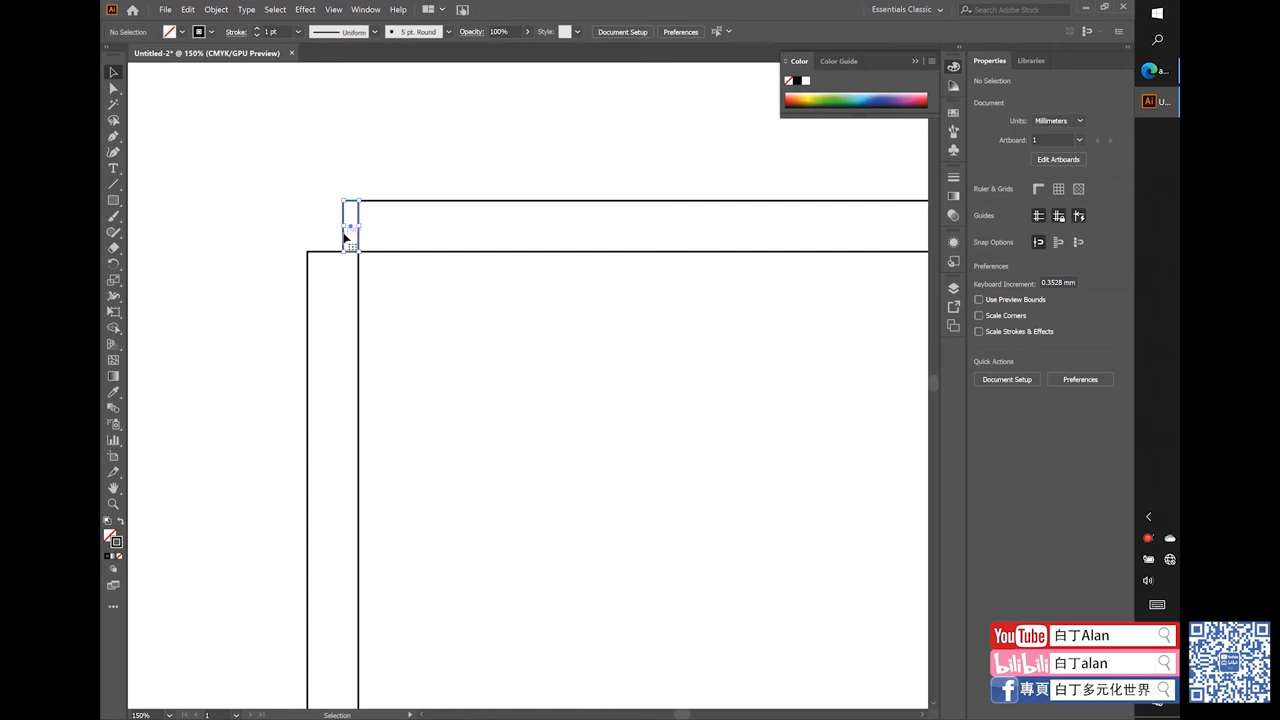 File Edit Object Type Select Effect View Window Help
Essentials Classic
Search Adobe Stock
No Selection
Stroke:
1 pt
Uniform
5 pt. Round
Opacity:
100%
Style:
Document Setup
Preferences
Untitled-2* @ 150% (CMYK/GPU Preview)
Color
Color Guide
Properties
Libraries
No Selection
Document
Units:
Millimeters
Artboard:
1
Edit Artboards
Ruler & Grids
Guides
Snap Options
Preferences
Keyboard Increment:
0.3528 mm
Use Preview Bounds
Scale Corners
Scale Strokes & Effects
Quick Actions
Document Setup
Preferences
a...
Ai
U...
YouTube
白丁Alan
bilibili
白丁alan
f 專頁
白丁多元化世界
150%
1
Selection